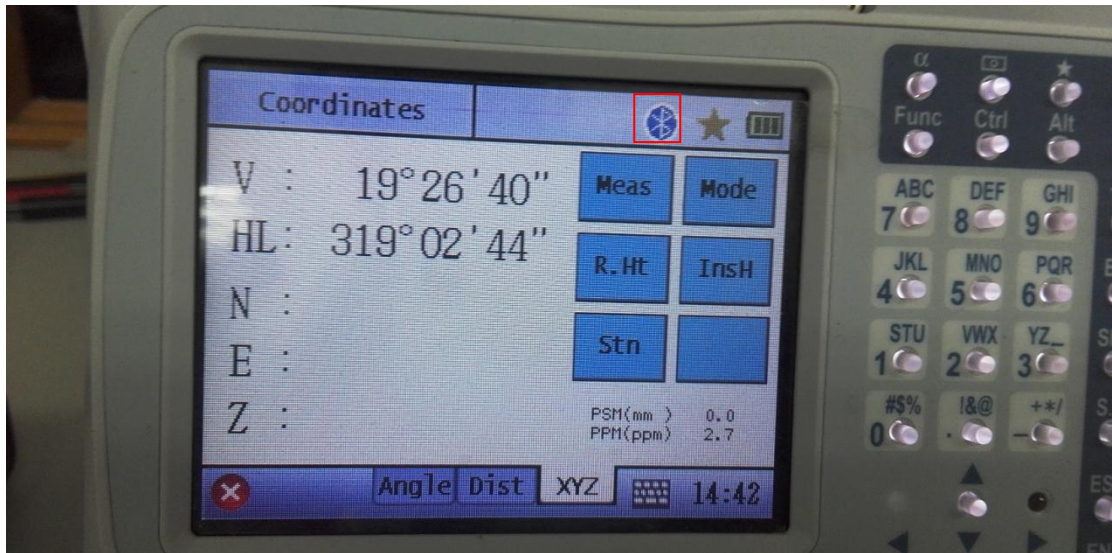 Coordinates
V : 19°26'40"
HL: 319°02'44"
N :
E :
Z :
Meas Mode
R.Ht InsH
Stn
PSM(mm ) 0.0
PPM(ppm) 2.7
Angle Dist XYZ 14:42
α ★
Func Ctrl Alt
ABC DEF GHI
7 8 9
JKL MNO PQR
4 5 6
STU VWX YZ_
1 2 3
#$% !&@ +*/
0 . -